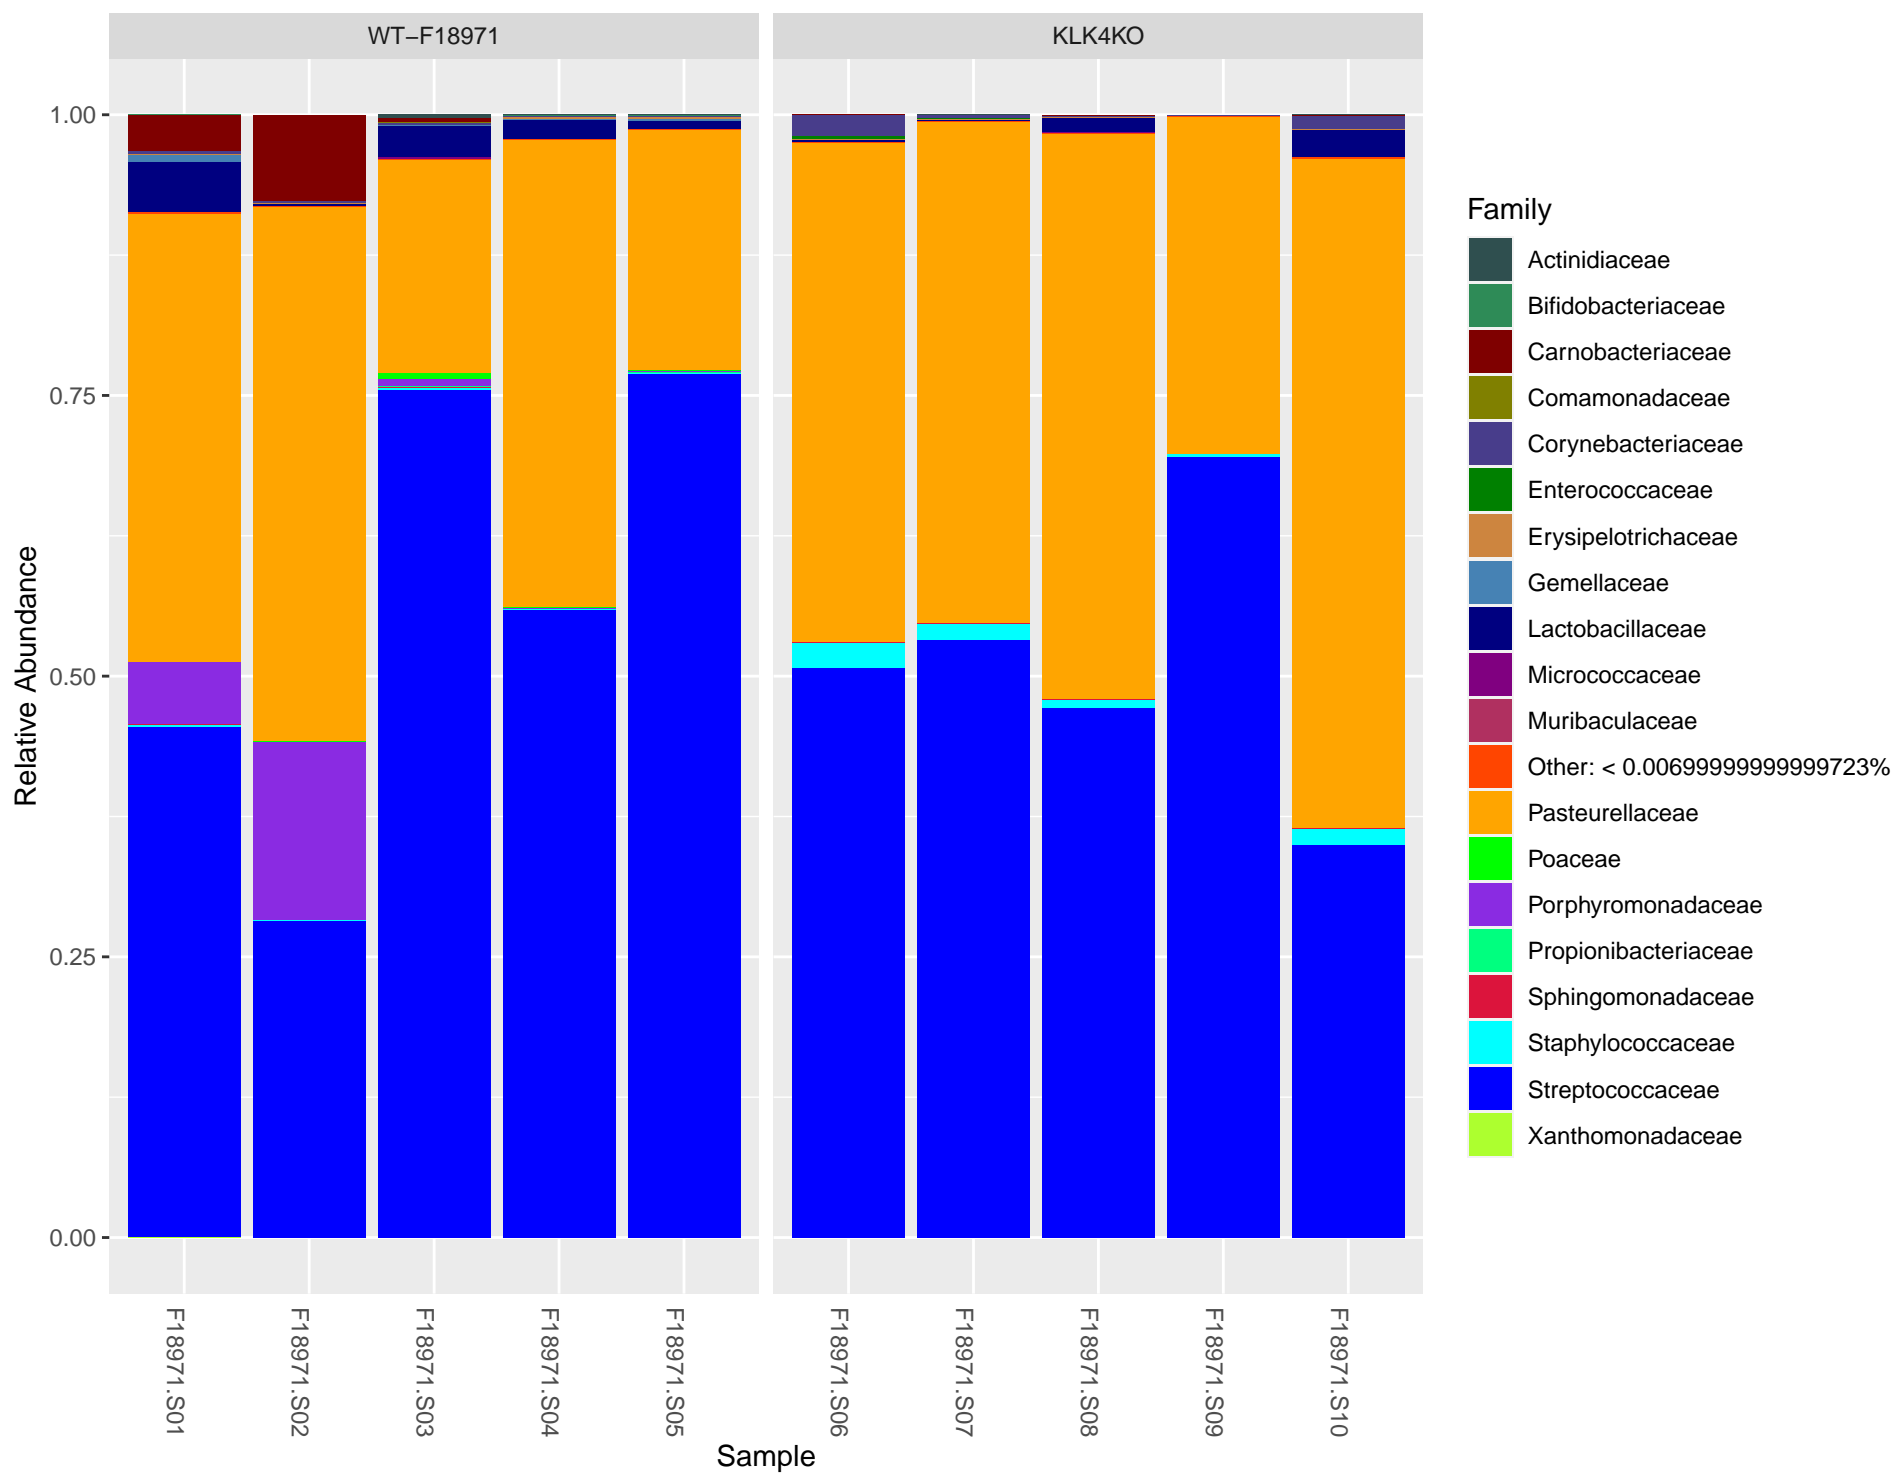 WT−F18971
KLK4KO
1.00
0.75
0.50
0.25
0.00
Relative Abundance
F18971.S01
F18971.S02
F18971.S03
F18971.S04
F18971.S05
F18971.S06
F18971.S07
F18971.S08
F18971.S09
F18971.S10
Sample
Family
Actinidiaceae
Bifidobacteriaceae
Carnobacteriaceae
Comamonadaceae
Corynebacteriaceae
Enterococcaceae
Erysipelotrichaceae
Gemellaceae
Lactobacillaceae
Micrococcaceae
Muribaculaceae
Other: < 0.00699999999999723%
Pasteurellaceae
Poaceae
Porphyromonadaceae
Propionibacteriaceae
Sphingomonadaceae
Staphylococcaceae
Streptococcaceae
Xanthomonadaceae